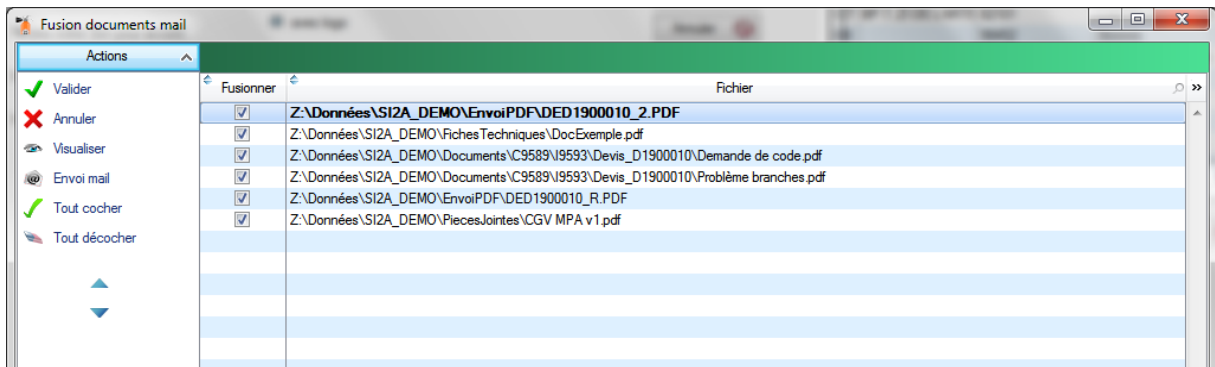 Fusion documents mail
Actions
Valider
Annuler
Visualiser
Envoi mail
Tout cocher
Tout décocher
Fusionner Fichier
Z:\Données\SI2A_DEMO\EnvoiPDF\DED1900010_2.PDF
Z:\Données\SI2A_DEMO\FichesTechniques\DocExemple.pdf
Z:\Données\SI2A_DEMO\Documents\C9589\I9593\Devis_D1900010\Demande de code.pdf
Z:\Données\SI2A_DEMO\Documents\C9589\I9593\Devis_D1900010\Problème branches.pdf
Z:\Données\SI2A_DEMO\EnvoiPDF\DED1900010_R.PDF
Z:\Données\SI2A_DEMO\PiecesJointes\CGV MPA v1.pdf